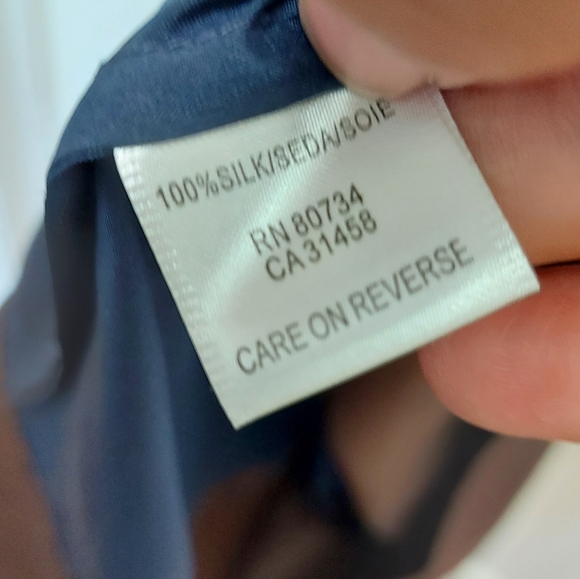 100%SILK/SEDA/SOIE
RN 80734
CA 31458
CARE ON REVERSE